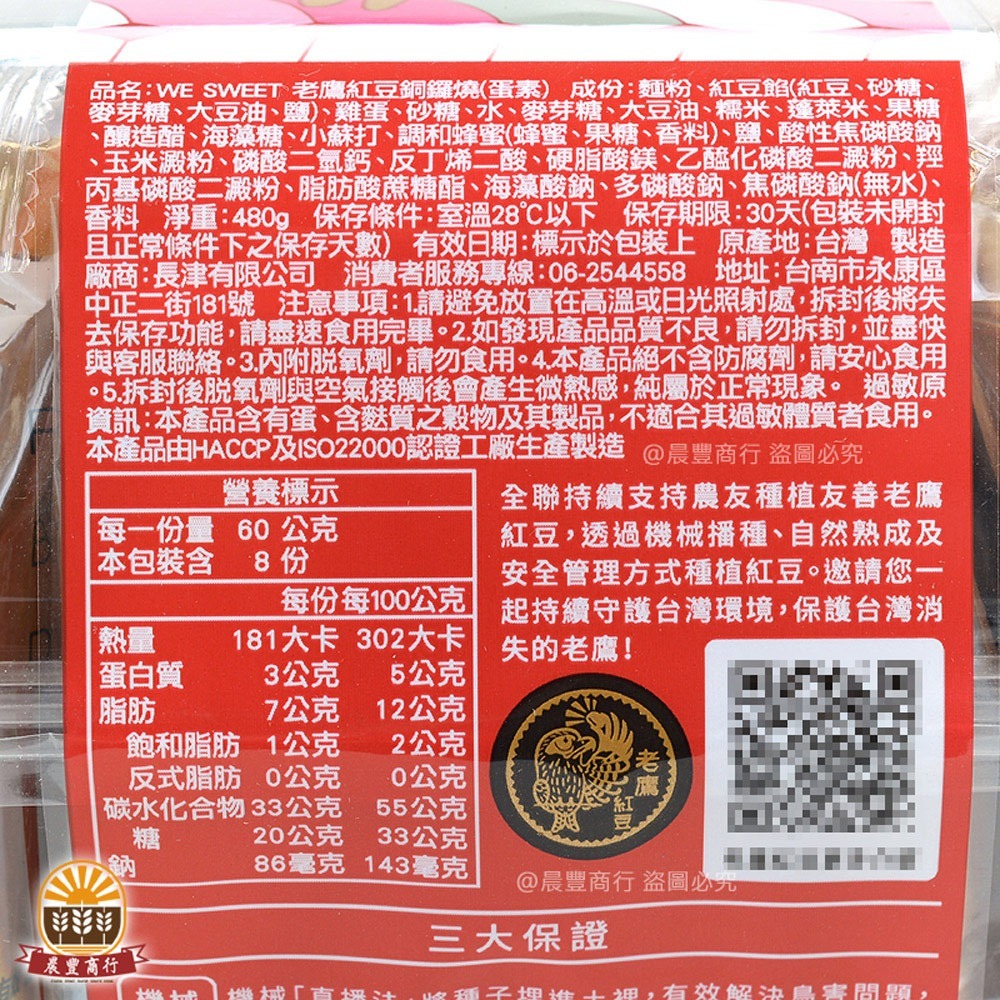 品名:WE SWEET 老鷹紅豆銅鑼燒(蛋素) 成份:麵粉、紅豆餡(紅豆、砂糖、
麥芽糖、大豆油、鹽)、雞蛋、砂糖、水、麥芽糖、大豆油、糯米、蓬萊米、果糖
、釀造醋、海藻糖、小蘇打、調和蜂蜜(蜂蜜、果糖、香料)、鹽、酸性焦磷酸鈉
、玉米澱粉、磷酸二氫鈣、反丁烯二酸、硬脂酸鎂、乙醯化磷酸二澱粉、羥
丙基磷酸二澱粉、脂肪酸蔗糖酯、海藻酸鈉、多磷酸鈉、焦磷酸鈉(無水)、
香料 淨重:480g 保存條件:室溫28℃以下 保存期限:30天(包裝未開封
且正常條件下之保存天數) 有效日期:標示於包裝上 原產地:台灣 製造
廠商:長津有限公司 消費者服務專線:06-2544558 地址:台南市永康區
中正二街181號 注意事項:1.請避免放置在高溫或日光照射處,拆封後將失
去保存功能,請盡速食用完畢。2.如發現產品品質不良,請勿拆封,並盡快
與客服聯絡。3.內附脫氧劑,請勿食用。4.本產品絕不含防腐劑,請安心食用
。5.拆封後脫氧劑與空氣接觸後會產生微熱感,純屬於正常現象。 過敏原
資訊:本產品含有蛋、含麩質之穀物及其製品,不適合其過敏體質者食用。
本產品由HACCP及ISO22000認證工廠生產製造
@晨豐商行 盜圖必究
營養標示
每一份量 60 公克
本包裝含 8 份
每份 每100公克
熱量 181大卡 302大卡
蛋白質 3公克 5公克
脂肪 7公克 12公克
飽和脂肪 1公克 2公克
反式脂肪 0公克 0公克
碳水化合物 33公克 55公克
糖 20公克 33公克
鈉 86毫克 143毫克
全聯持續支持農友種植友善老鷹
紅豆,透過機械播種、自然熟成及
安全管理方式種植紅豆。邀請您一
起持續守護台灣環境,保護台灣消
失的老鷹!
老鷹
紅豆
@晨豐商行 盜圖必究
三大保證
晨豐商行
機械 機械「直播法,將種子埋進土裡,有效解決鳥害問題,